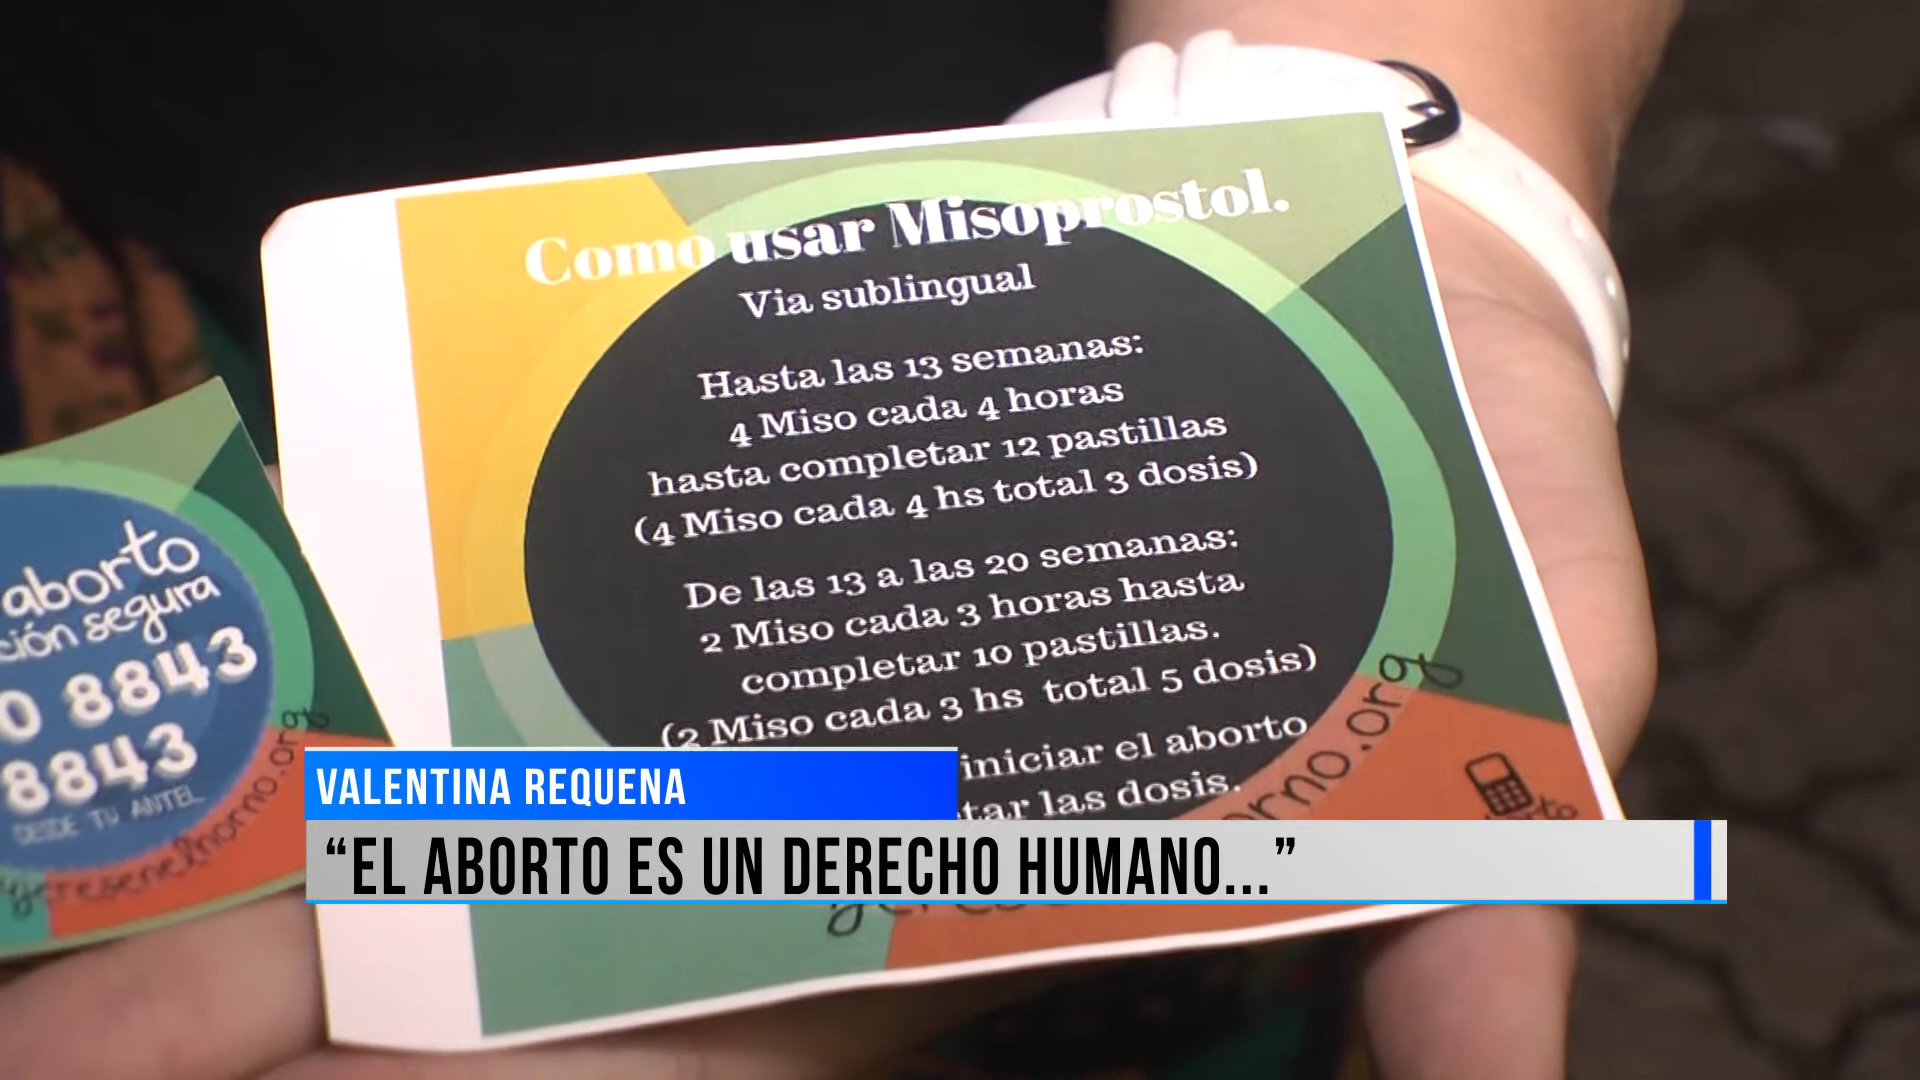 Como usar Misoprostol.
Via sublingual
Hasta las 13 semanas:
4 Miso cada 4 horas
hasta completar 12 pastillas
(4 Miso cada 4 hs total 3 dosis)
De las 13 a las 20 semanas:
2 Miso cada 3 horas hasta
completar 10 pastillas.
(2 Miso cada 3 hs total 5 dosis)
iniciar el aborto
las dosis.
aborto
segura
0 8843
8843
DESDE TU ANTEL
VALENTINA REQUENA
“EL ABORTO ES UN DERECHO HUMANO...”